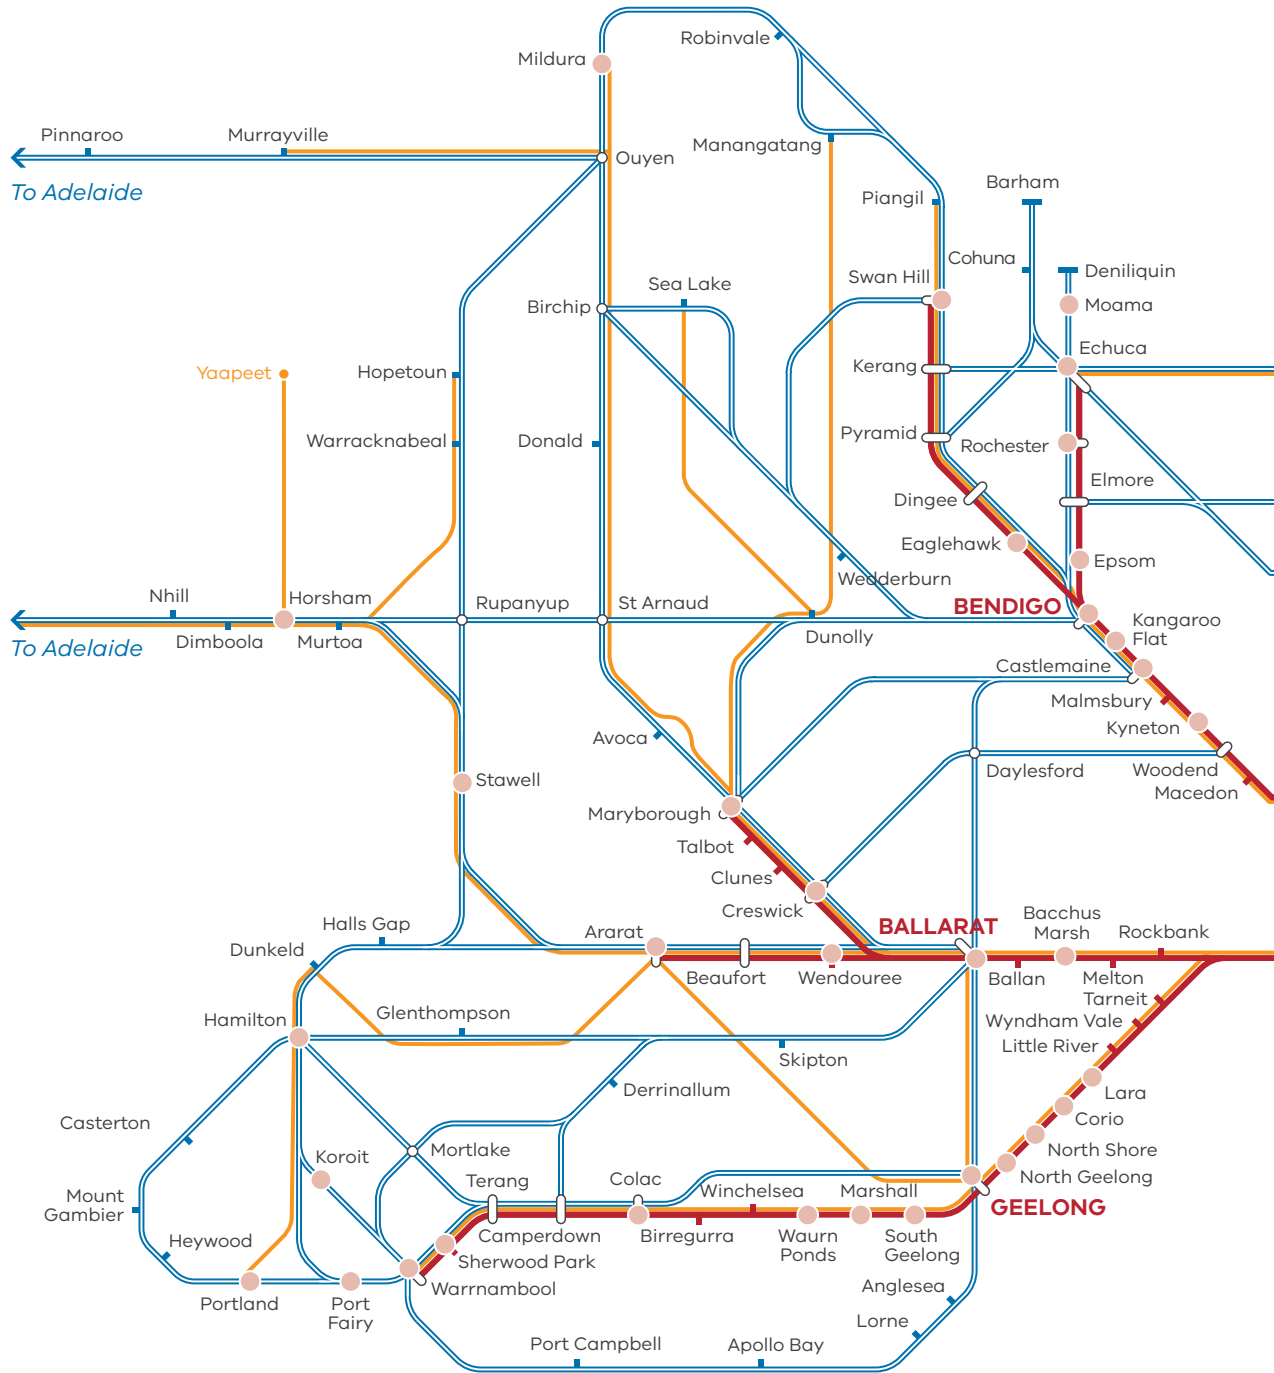 Robinvale
Mildura
Pinnaroo
Murrayville
Manangatang
Ouyen
To Adelaide
Barham
Piangil
Cohuna
Deniliquin
Swan Hill
Sea Lake
Moama
Birchip
Echuca
Kerang
Yaapeet
Hopetoun
Pyramid
Warracknabeal
Donald
Rochester
Elmore
Dingee
Eaglehawk
Epsom
Wedderburn
Nhill
Horsham
Rupanyup
St Arnaud
BENDIGO
Kangaroo
Flat
Dimboola
Murtoa
Dunolly
To Adelaide
Castlemaine
Malmsbury
Kyneton
Avoca
Stawell
Daylesford
Woodend
Macedon
Maryborough
Talbot
Clunes
Creswick
Halls Gap
Ararat
BALLARAT
Bacchus
Marsh
Rockbank
Dunkeld
Beaufort
Wendouree
Ballan
Melton
Tarneit
Wyndham Vale
Little River
Hamilton
Glenthompson
Skipton
Derrinallum
Lara
Corio
North Shore
North Geelong
Casterton
Koroit
Mortlake
Terang
Colac
Winchelsea
Marshall
GEELONG
Mount
Gambier
Heywood
Camperdown
Birregurra
Waurn
Ponds
South
Geelong
Sherwood Park
Warrnambool
Portland
Port
Fairy
Anglesea
Lorne
Port Campbell
Apollo Bay